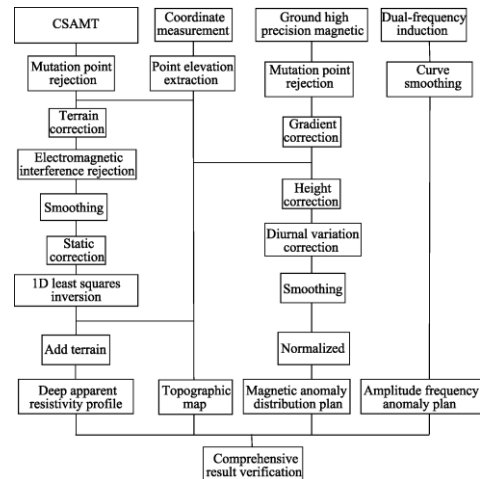 CSAMT
Coordinate
measurement
Ground high
precision magnetic
Dual-frequency
induction
Mutation point
rejection
Point elevation
extraction
Mutation point
rejection
Curve
smoothing
Terrain
correction
Gradient
correction
Electromagnetic
interference rejection
Height
correction
Smoothing
Diurnal variation
correction
Static
correction
1D least squares
inversion
Smoothing
Add terrain
Normalized
Deep apparent
resistivity profile
Topographic
map
Magnetic anomaly
distribution plan
Amplitude frequency
anomaly plan
Comprehensive
result verification